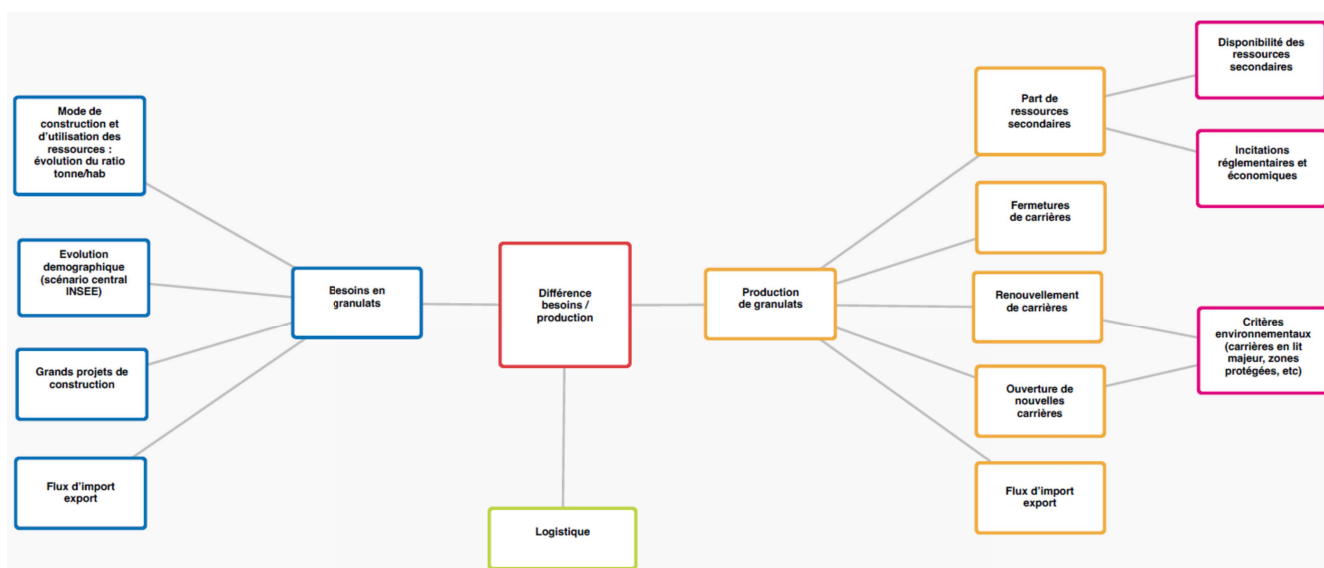 Mode de
construction et
d'utilisation des
ressources :
évolution du ratio
tonne/hab
Evolution
demographique
(scénario central
INSEE)
Grands projets de
construction
Flux d'import
export
Besoins en
granulats
Différence
besoins /
production
Logistique
Production
de granulats
Part de
ressources
secondaires
Fermetures
de carrières
Renouvellement
de carrières
Ouverture de
nouvelles
carrières
Flux d'import
export
Disponibilité des
ressources
secondaires
Incitations
réglementaires et
économiques
Critères
environnementaux
(carrières en lit
majeur, zones
protégées, etc)